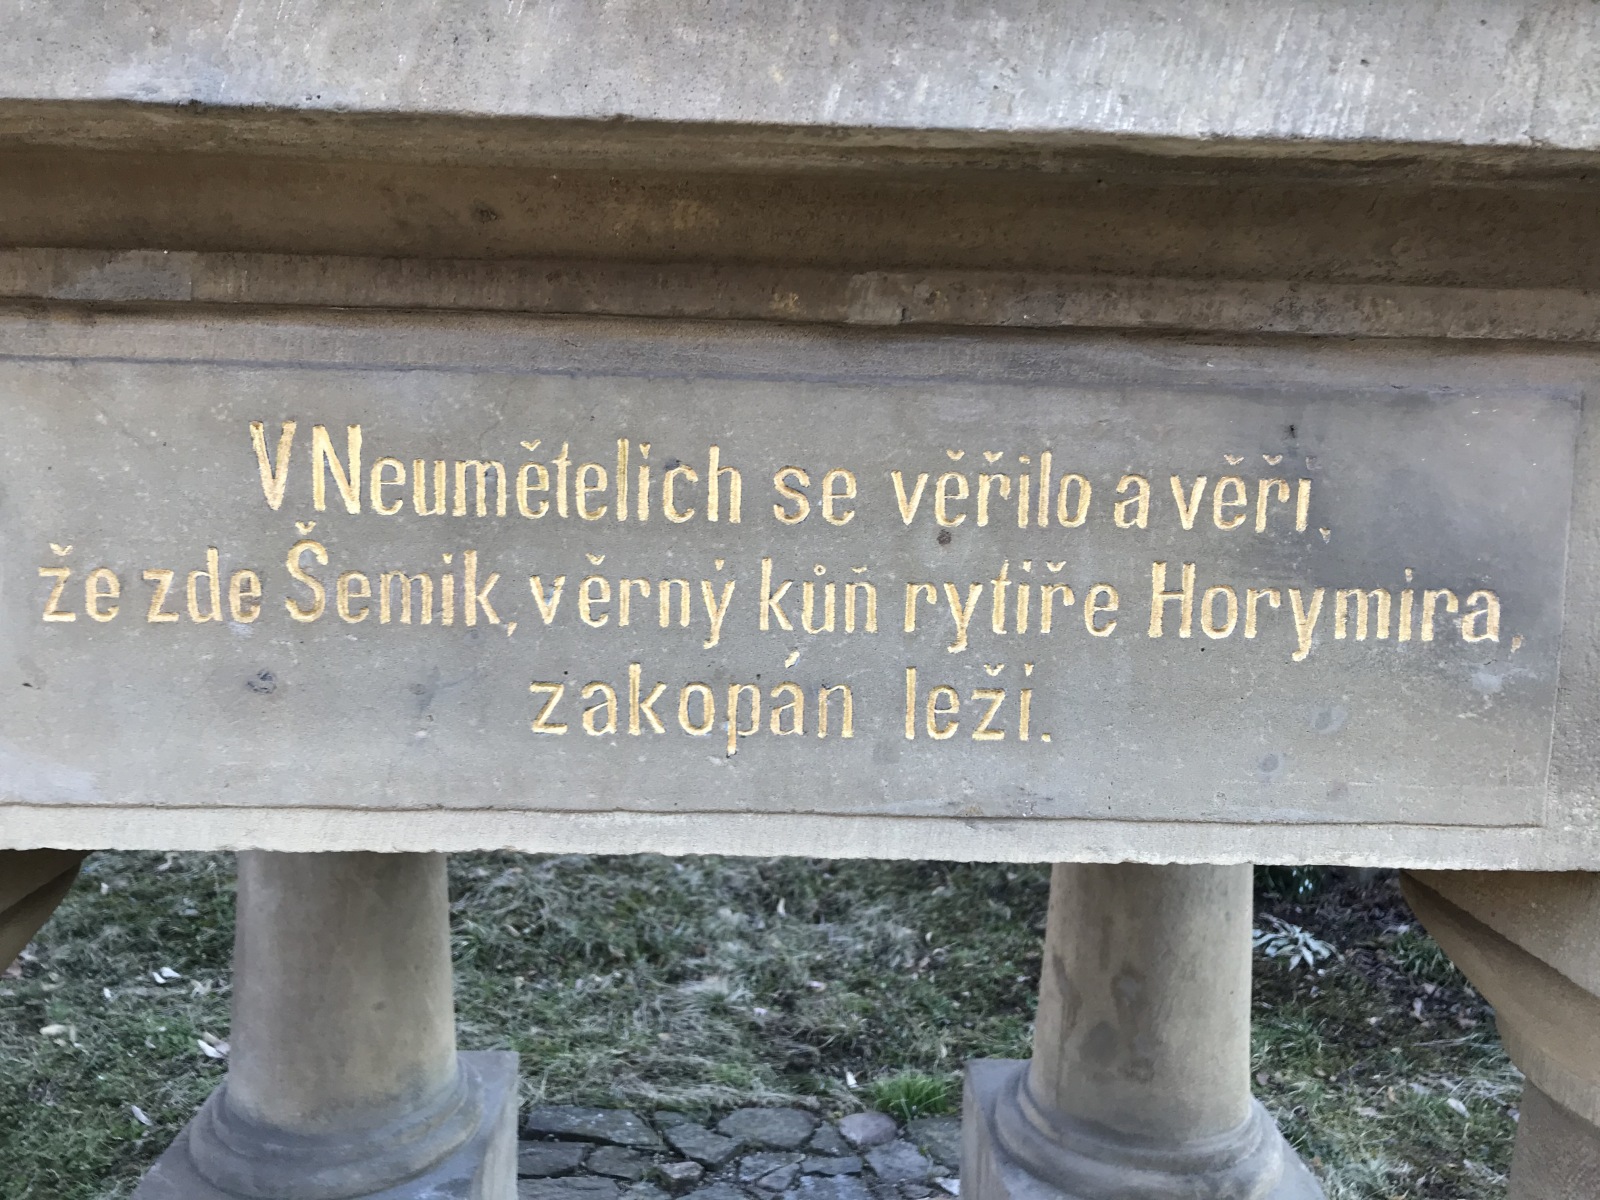 V Neumětelich se věřilo a věři,
že zde Šemik, věrný kůň rytiře Horymira,
zakopán leži.